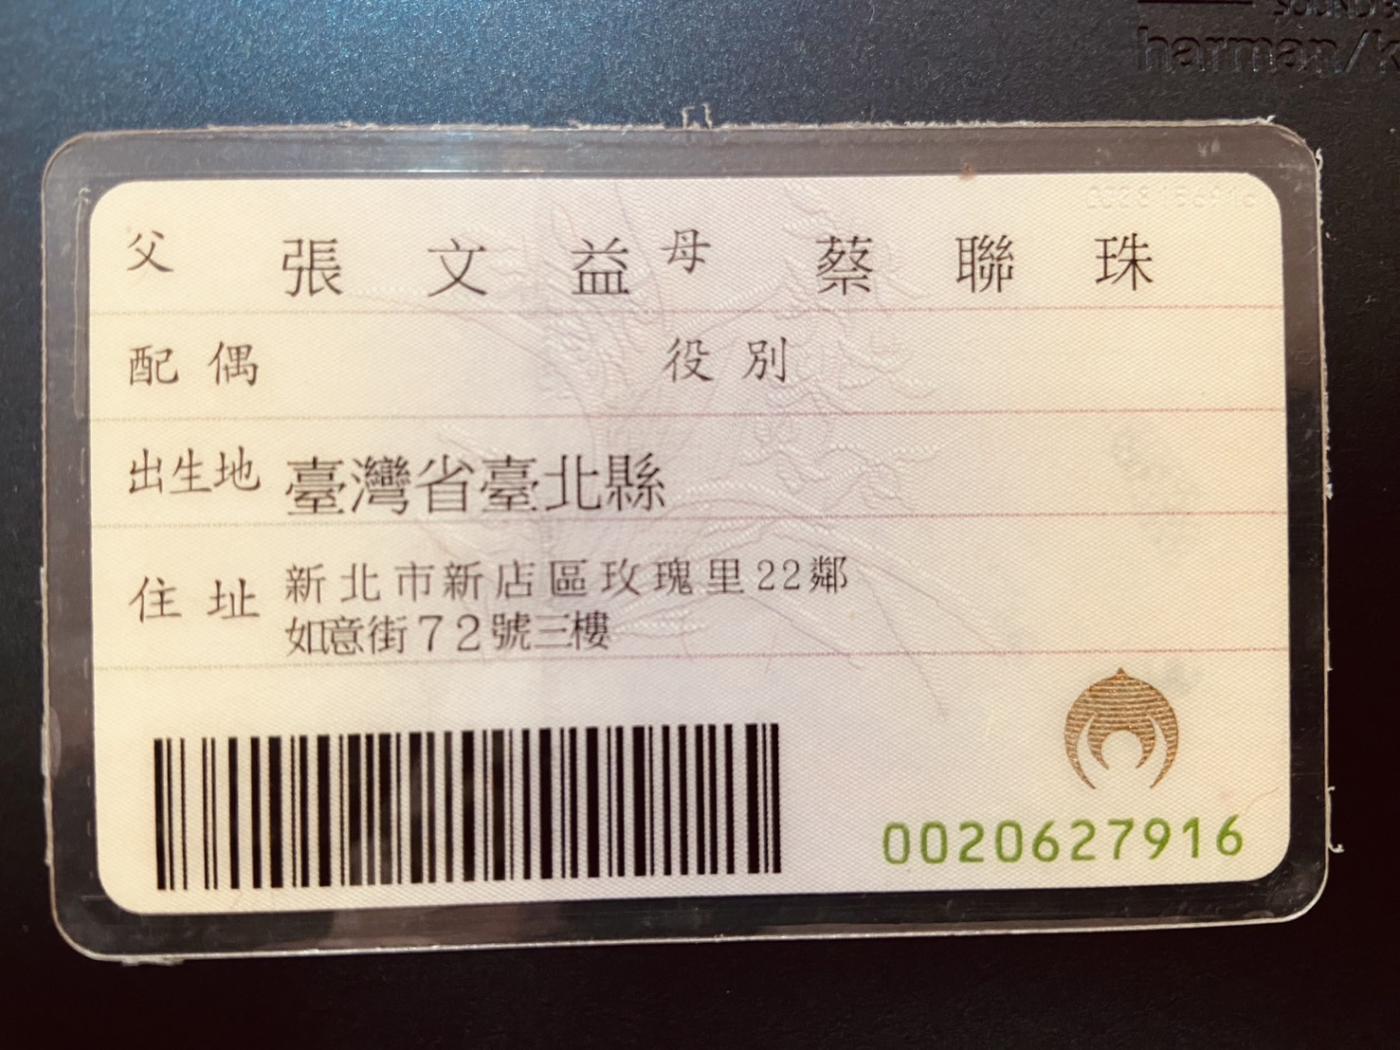 harman/k
父 張文益 母 蔡聯珠
配偶 役別
出生地 臺灣省臺北縣
住址 新北市新店區玫瑰里22鄰
如意街72號三樓
0020627916